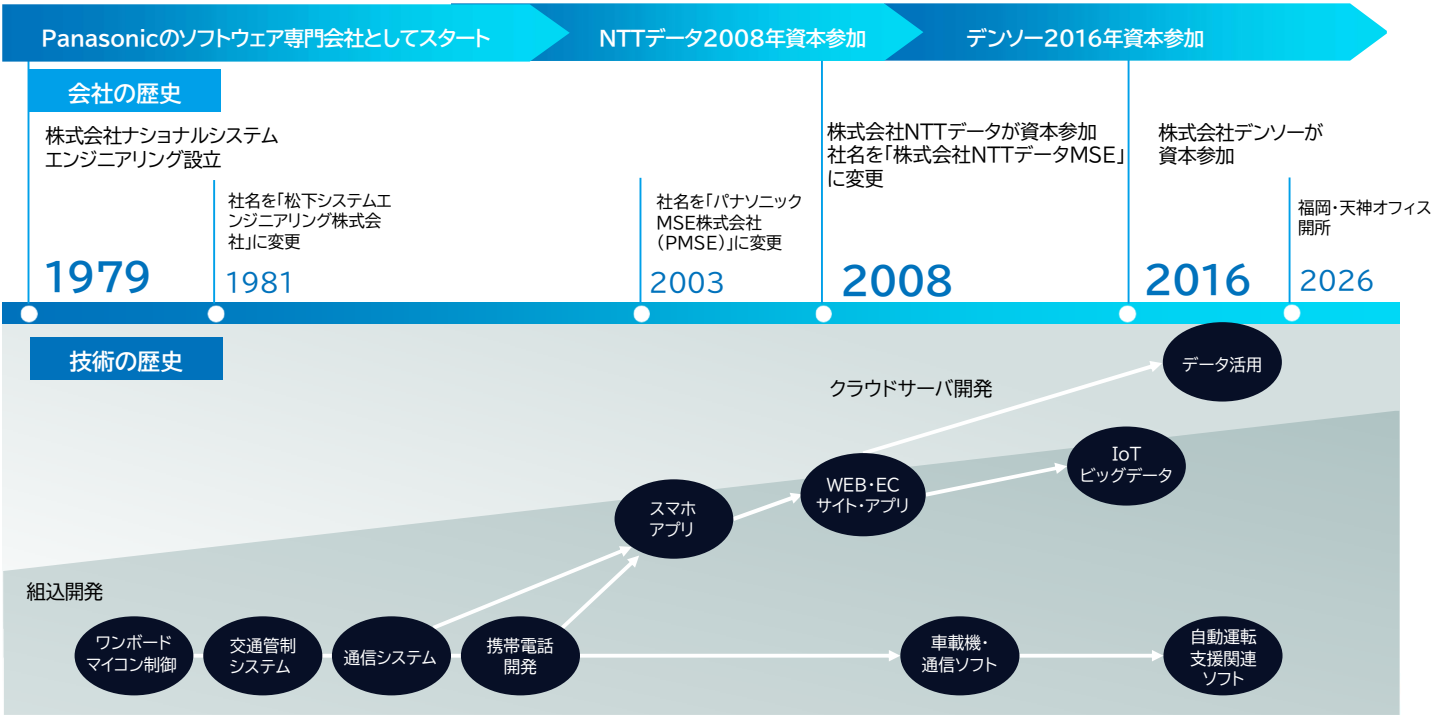 Panasonicのソフトウェア専門会社としてスタート
NTTデータ2008年資本参加
デンソー2016年資本参加
会社の歴史
株式会社ナショナルシステム
エンジニアリング設立
1979
社名を「松下システムエ
ンジニアリング株式会
社」に変更
1981
社名を「パナソニック
MSE株式会社
(PMSE)」に変更
2003
株式会社NTTデータが資本参加
社名を「株式会社NTTデータMSE」
に変更
2008
株式会社デンソーが
資本参加
2016
福岡・天神オフィス
開所
2026
技術の歴史
データ活用
クラウドサーバ開発
IoT
ビッグデータ
WEB・EC
サイト・アプリ
スマホ
アプリ
組込開発
ワンボード
マイコン制御
交通管制
システム
通信システム
携帯電話
開発
車載機・
通信ソフト
自動運転
支援関連
ソフト